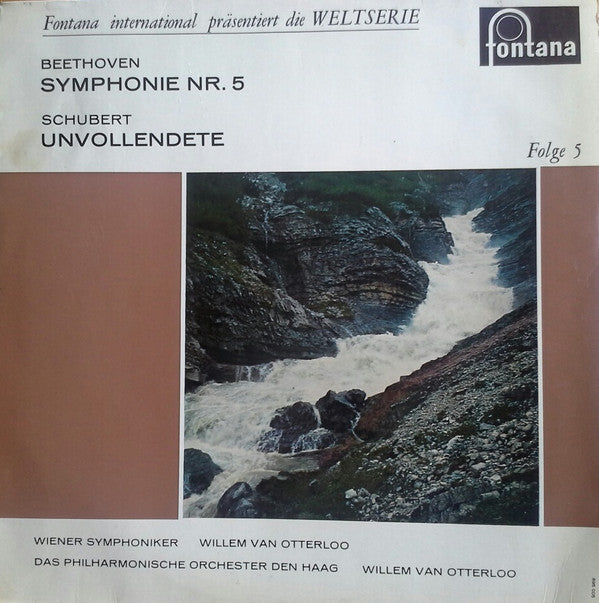 Fontana international präsentiert die WELTSERIE
fontana
BEETHOVEN
SYMPHONIE NR. 5
SCHUBERT
UNVOLLENDETE
Folge 5
WIENER SYMPHONIKER WILLEM VAN OTTERLOO
DAS PHILHARMONISCHE ORCHESTER DEN HAAG WILLEM VAN OTTERLOO